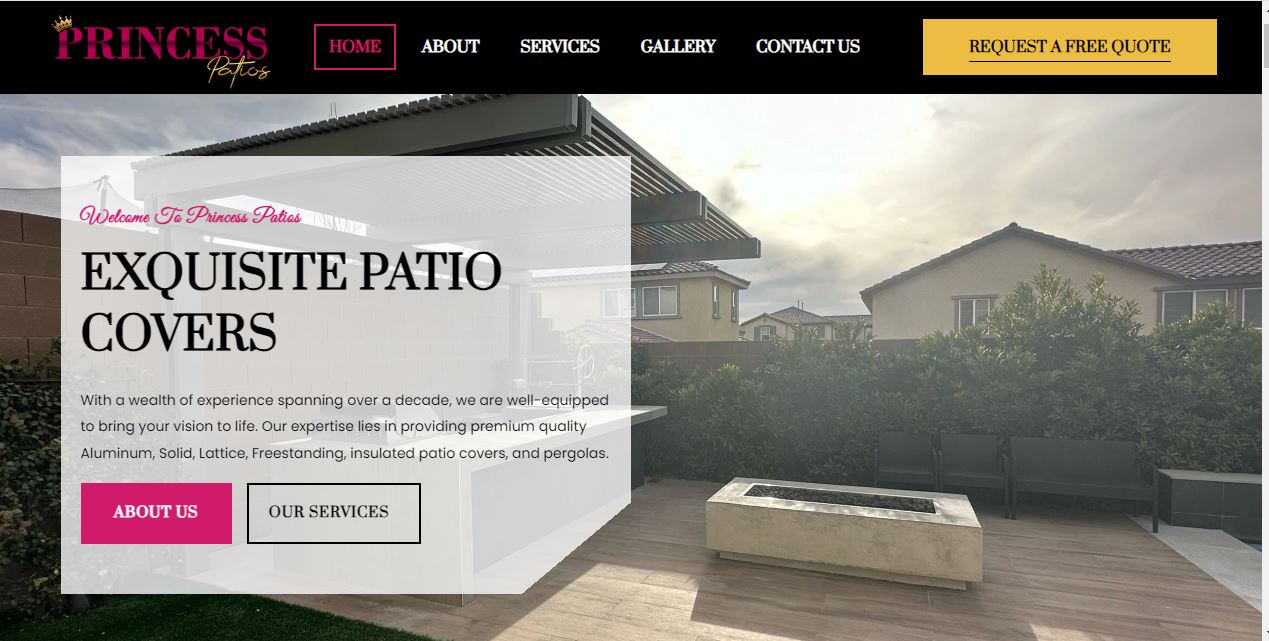 PRINCESS
Patios
HOME
ABOUT
SERVICES
GALLERY
CONTACT US
REQUEST A FREE QUOTE
Welcome To Princess Patios
EXQUISITE PATIO
COVERS
With a wealth of experience spanning over a decade, we are well-equipped
to bring your vision to life. Our expertise lies in providing premium quality
Aluminum, Solid, Lattice, Freestanding, insulated patio covers, and pergolas.
ABOUT US
OUR SERVICES